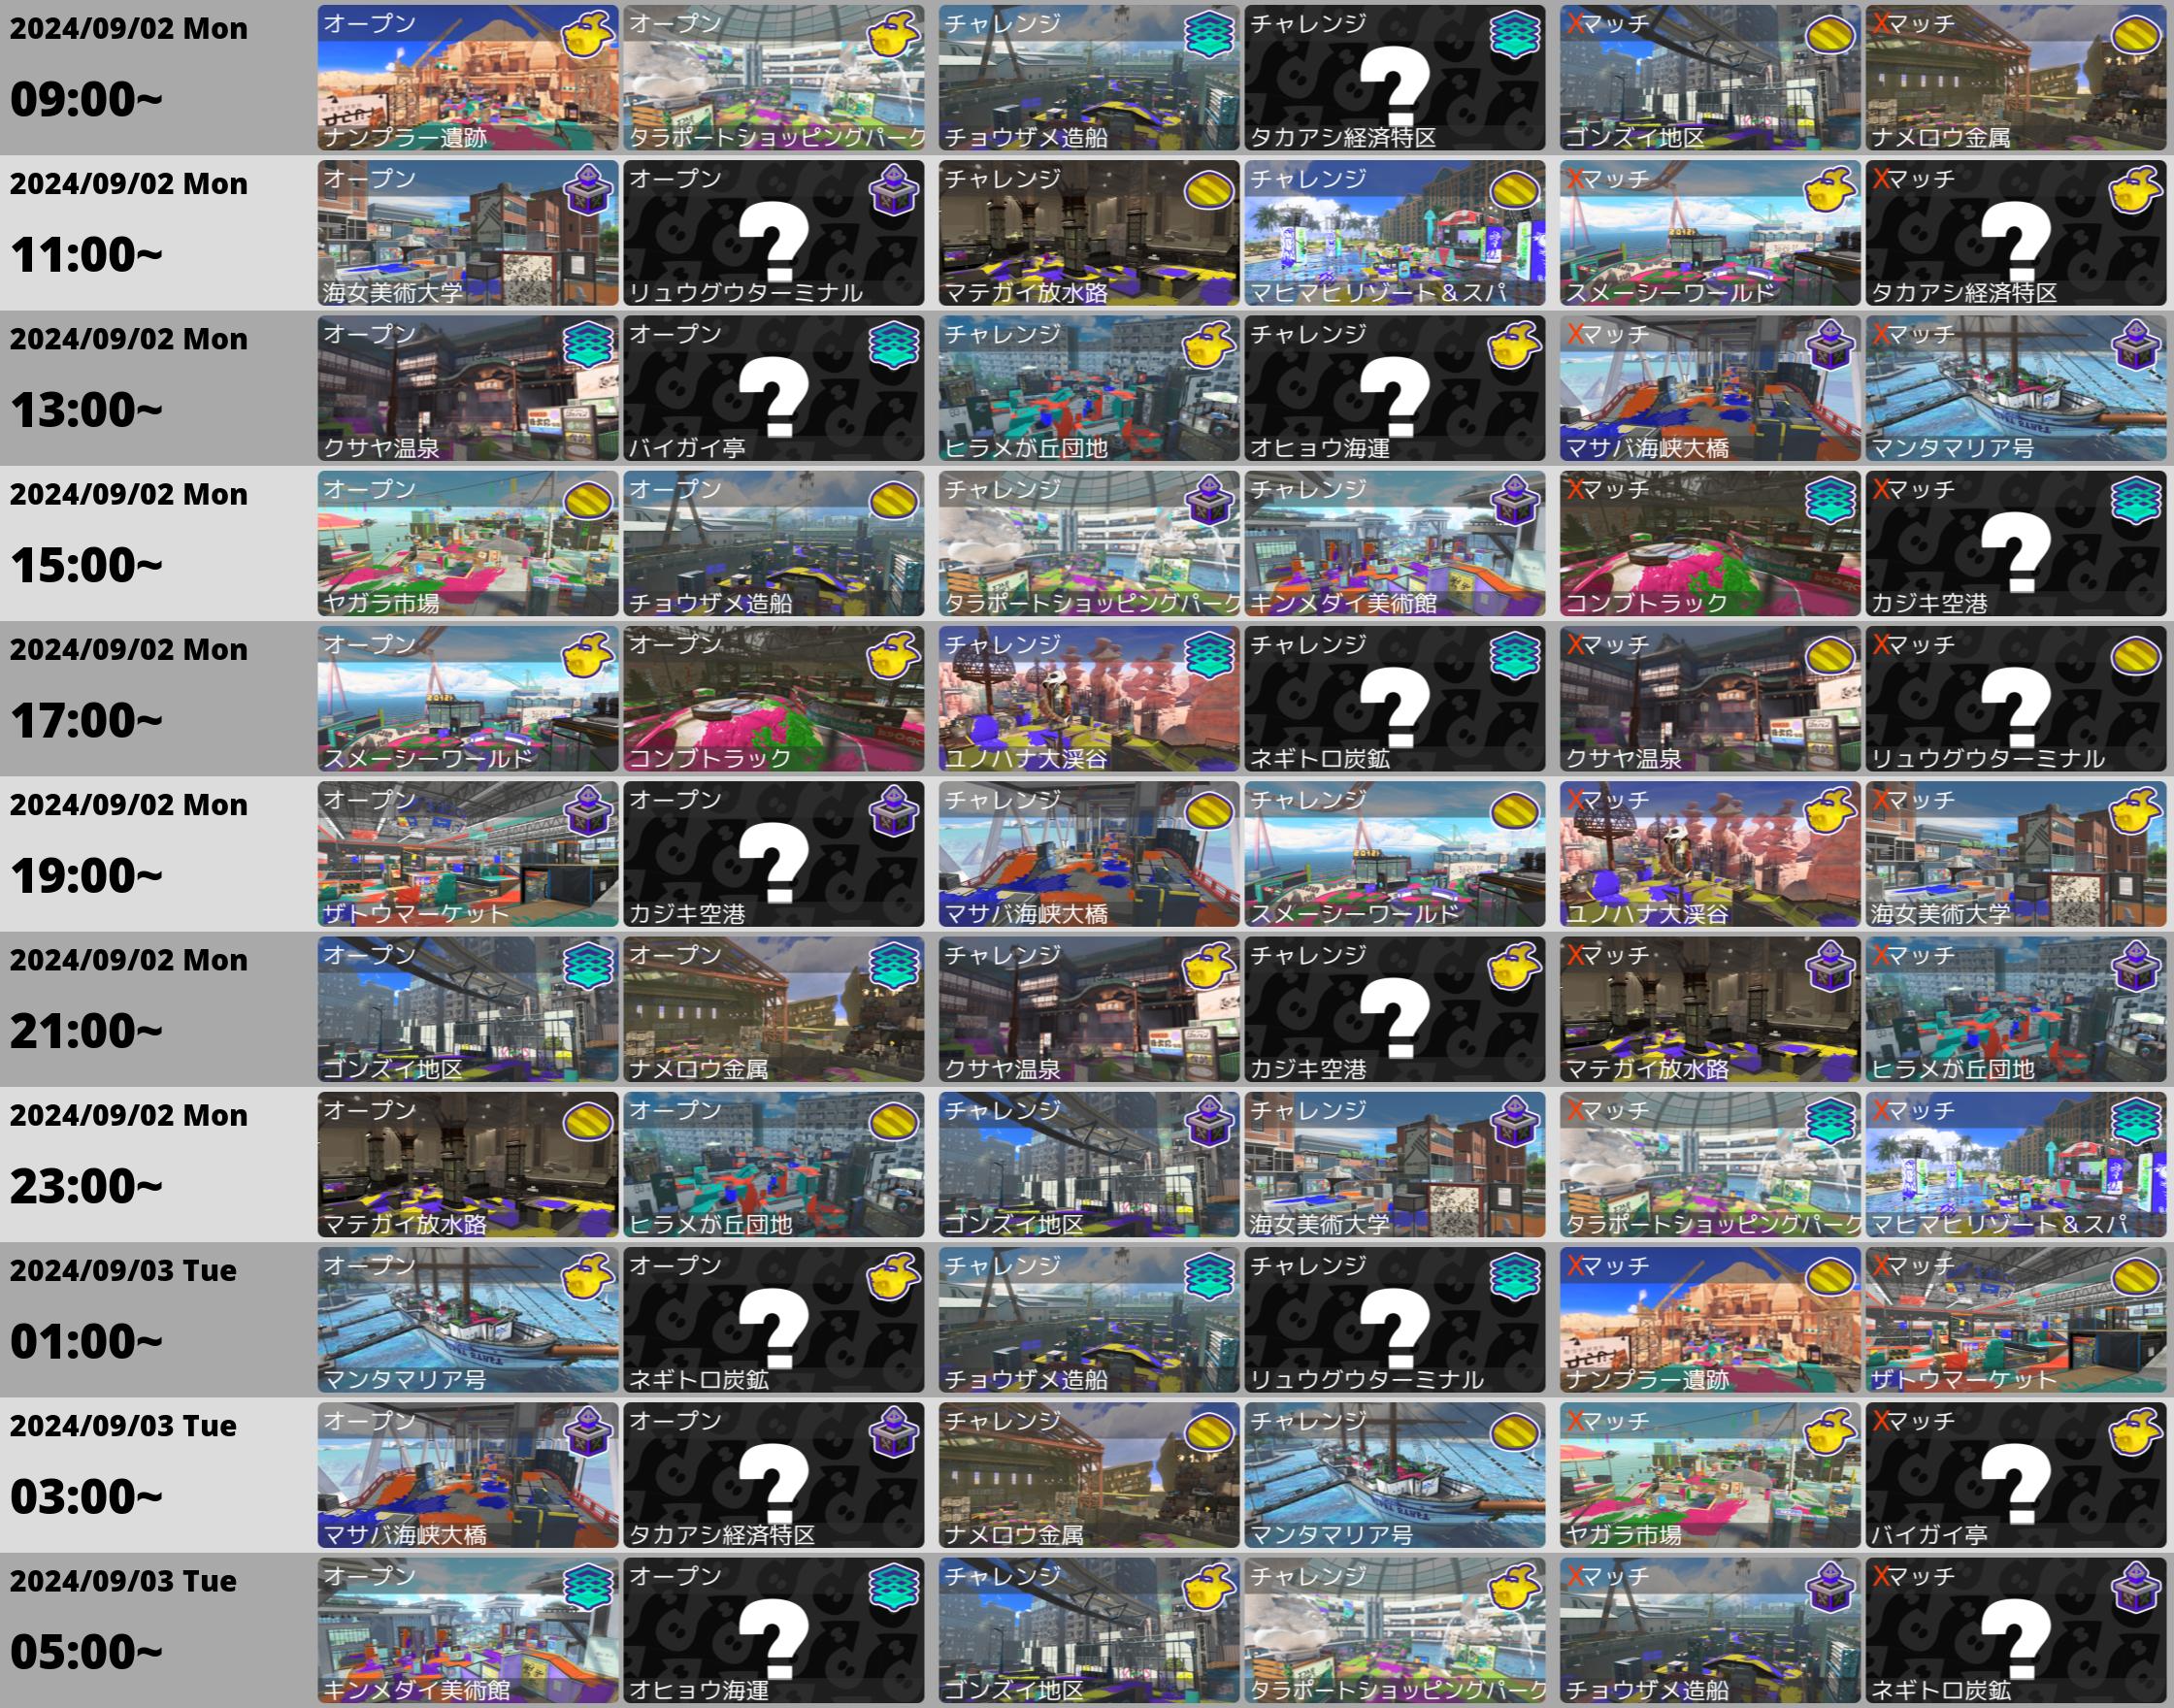 2024/09/02 Mon
09:00~
オープン
ナンプラー遺跡
オープン
タラポートショッピングパーク
チャレンジ
チョウザメ造船
チャレンジ
?
タカアシ経済特区
Xマッチ
ゴンズイ地区
Xマッチ
ナメロウ金属
2024/09/02 Mon
11:00~
オープン
海女美術大学
オープン
?
リュウグウターミナル
チャレンジ
マテガイ放水路
チャレンジ
マヒマヒリゾート&スパ
Xマッチ
スメーシーワールド
Xマッチ
?
タカアシ経済特区
2024/09/02 Mon
13:00~
オープン
クサヤ温泉
オープン
?
バイガイ亭
チャレンジ
ヒラメが丘団地
チャレンジ
?
オヒョウ海運
Xマッチ
マサバ海峡大橋
Xマッチ
マンタマリア号
2024/09/02 Mon
15:00~
オープン
ヤガラ市場
オープン
チョウザメ造船
チャレンジ
タラポートショッピングパーク
チャレンジ
キンメダイ美術館
Xマッチ
コンブトラック
Xマッチ
?
カジキ空港
2024/09/02 Mon
17:00~
オープン
スメーシーワールド
オープン
コンブトラック
チャレンジ
ユノハナ大渓谷
チャレンジ
?
ネギトロ炭鉱
Xマッチ
クサヤ温泉
Xマッチ
?
リュウグウターミナル
2024/09/02 Mon
19:00~
オープン
ザトウマーケット
オープン
?
カジキ空港
チャレンジ
マサバ海峡大橋
チャレンジ
スメーシーワールド
Xマッチ
ユノハナ大渓谷
Xマッチ
海女美術大学
2024/09/02 Mon
21:00~
オープン
ゴンズイ地区
オープン
ナメロウ金属
チャレンジ
クサヤ温泉
チャレンジ
?
カジキ空港
Xマッチ
マテガイ放水路
Xマッチ
ヒラメが丘団地
2024/09/02 Mon
23:00~
オープン
マテガイ放水路
オープン
ヒラメが丘団地
チャレンジ
ゴンズイ地区
チャレンジ
海女美術大学
Xマッチ
タラポートショッピングパーク
Xマッチ
マヒマヒリゾート&スパ
2024/09/03 Tue
01:00~
オープン
マンタマリア号
オープン
?
ネギトロ炭鉱
チャレンジ
チョウザメ造船
チャレンジ
?
リュウグウターミナル
Xマッチ
ナンプラー遺跡
Xマッチ
ザトウマーケット
2024/09/03 Tue
03:00~
オープン
マサバ海峡大橋
オープン
?
タカアシ経済特区
チャレンジ
ナメロウ金属
チャレンジ
マンタマリア号
Xマッチ
ヤガラ市場
Xマッチ
?
バイガイ亭
2024/09/03 Tue
05:00~
オープン
キンメダイ美術館
オープン
?
オヒョウ海運
チャレンジ
ゴンズイ地区
チャレンジ
タラポートショッピングパーク
Xマッチ
チョウザメ造船
Xマッチ
?
ネギトロ炭鉱